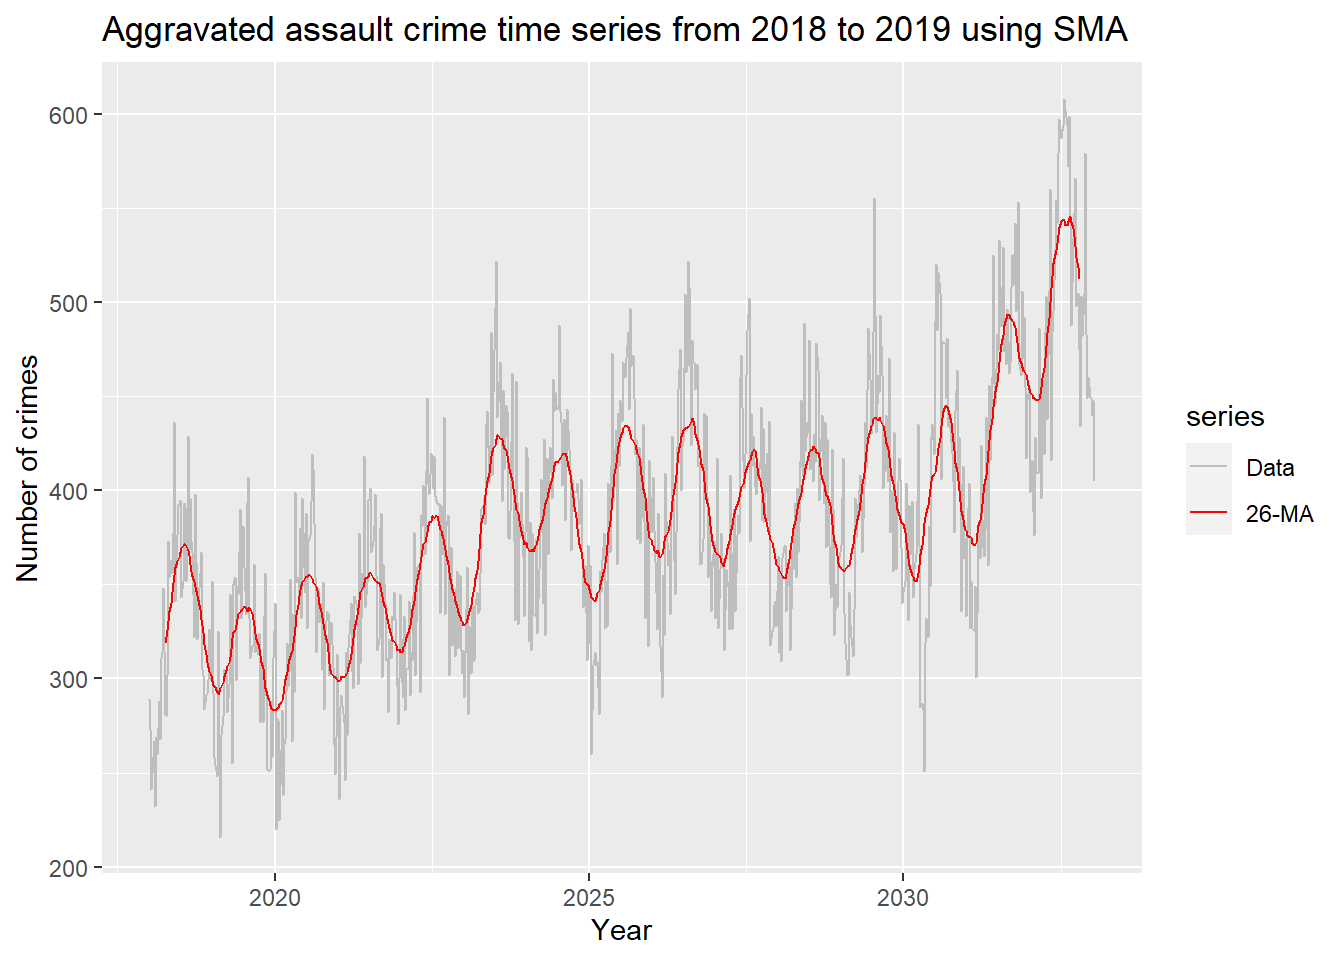 Aggravated assault crime time series from 2018 to 2019 using SMA
600
500
400
300
200
Number of crimes
2020
2025
2030
Year
series
Data
26-MA